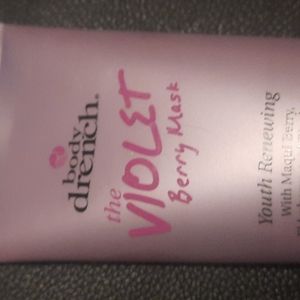 body
drench®
the
VIOLET
Berry Mask
Youth Renewing
With Maqui Berry,